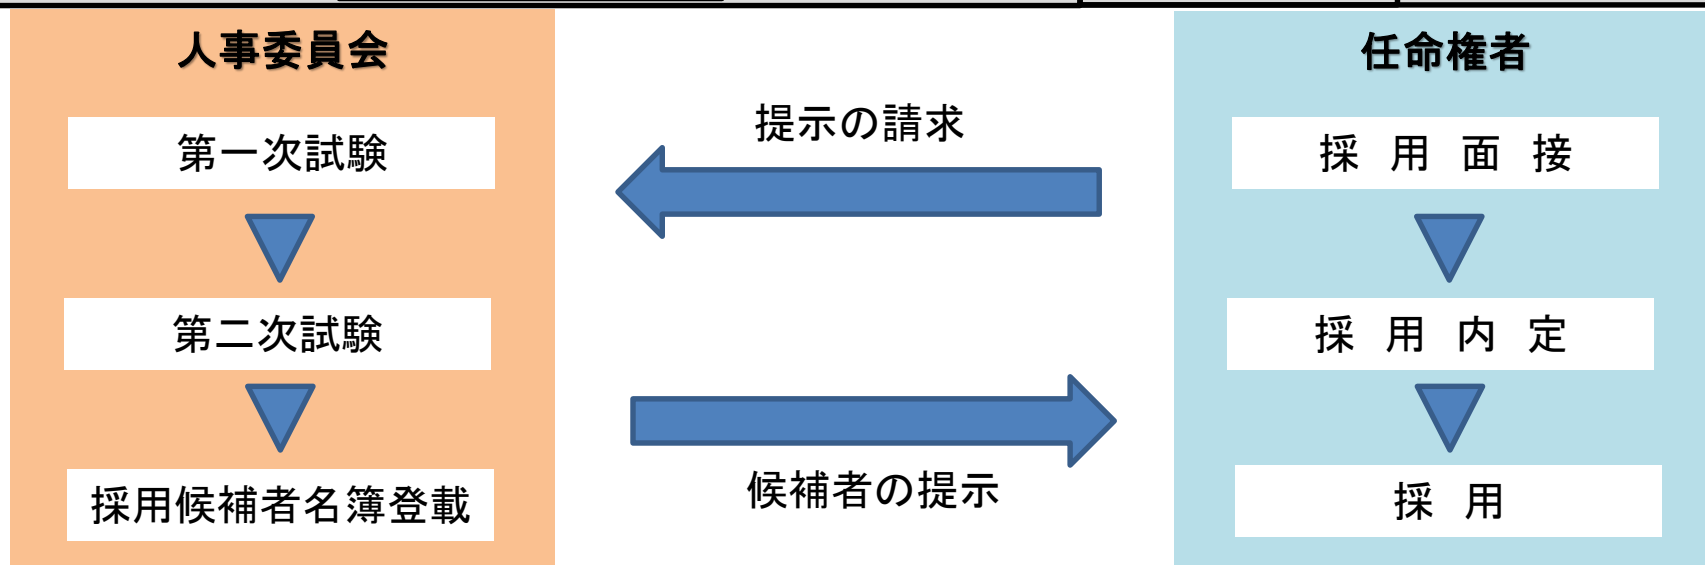 人事委員会
第一次試験
第二次試験
採用候補者名簿登載
提示の請求
候補者の提示
任命権者
採用面接
採用内定
採用